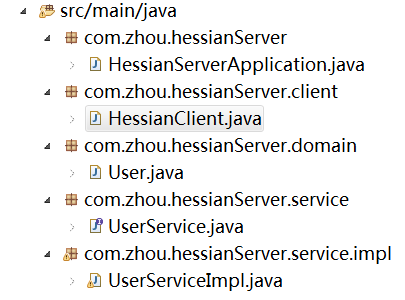 src/main/java
com.zhou.hessianServer
HessianServerApplication.java
com.zhou.hessianServer.client
HessianClient.java
com.zhou.hessianServer.domain
User.java
com.zhou.hessianServer.service
UserService.java
com.zhou.hessianServer.service.impl
UserServiceImpl.java